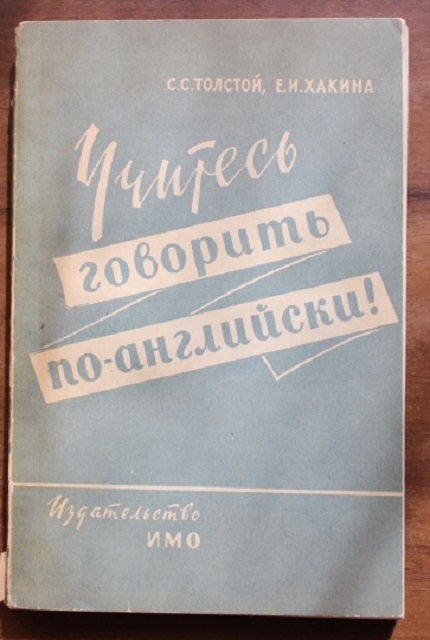 С.С.ТОЛСТОЙ, Е.И.ХАКИНА
Учитесь
говорить
по-английски!
Издательство
ИМО